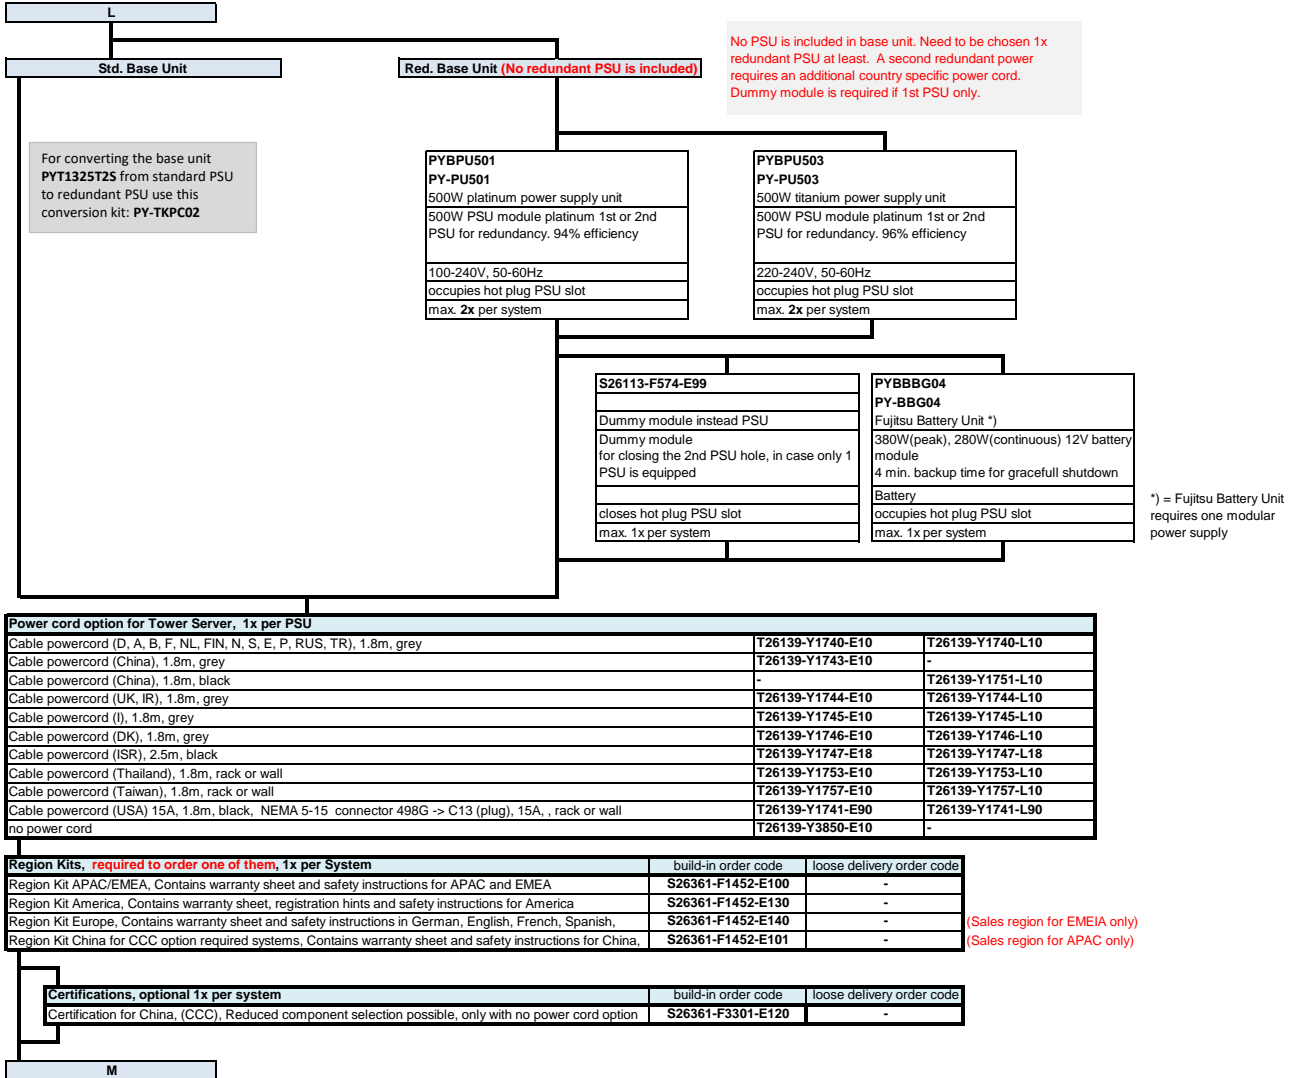 L
No PSU is included in base unit. Need to be chosen 1x
redundant PSU at least.  A second redundant power
requires an additional country specific power cord.
Dummy module is required if 1st PSU only.
Std. Base Unit
Red. Base Unit (No redundant PSU is included)
For converting the base unit
PYT1325T2S from standard PSU
to redundant PSU use this
conversion kit: PY-TKPC02
PYBPU501
PY-PU501
500W platinum power supply unit
500W PSU module platinum 1st or 2nd
PSU for redundancy. 94% efficiency
100-240V, 50-60Hz
occupies hot plug PSU slot
max. 2x per system
PYBPU503
PY-PU503
500W titanium power supply unit
500W PSU module platinum 1st or 2nd
PSU for redundancy. 96% efficiency
220-240V, 50-60Hz
occupies hot plug PSU slot
max. 2x per system
S26113-F574-E99
Dummy module instead PSU
Dummy module
for closing the 2nd PSU hole, in case only 1
PSU is equipped
closes hot plug PSU slot
max. 1x per system
PYBBBG04
PY-BBG04
Fujitsu Battery Unit *)
380W(peak), 280W(continuous) 12V battery
module
4 min. backup time for gracefull shutdown
Battery
occupies hot plug PSU slot
max. 1x per system
*) = Fujitsu Battery Unit
requires one modular
power supply
Power cord option for Tower Server,  1x per PSU
Cable powercord (D, A, B, F, NL, FIN, N, S, E, P, RUS, TR), 1.8m, grey T26139-Y1740-E10 T26139-Y1740-L10
Cable powercord (China), 1.8m, grey T26139-Y1743-E10 -
Cable powercord (China), 1.8m, black - T26139-Y1751-L10
Cable powercord (UK, IR), 1.8m, grey T26139-Y1744-E10 T26139-Y1744-L10
Cable powercord (I), 1.8m, grey T26139-Y1745-E10 T26139-Y1745-L10
Cable powercord (DK), 1.8m, grey T26139-Y1746-E10 T26139-Y1746-L10
Cable powercord (ISR), 2.5m, black T26139-Y1747-E18 T26139-Y1747-L18
Cable powercord (Thailand), 1.8m, rack or wall T26139-Y1753-E10 T26139-Y1753-L10
Cable powercord (Taiwan), 1.8m, rack or wall T26139-Y1757-E10 T26139-Y1757-L10
Cable powercord (USA) 15A, 1.8m, black,  NEMA 5-15  connector 498G -> C13 (plug), 15A, , rack or wall T26139-Y1741-E90 T26139-Y1741-L90
no power cord T26139-Y3850-E10 -
Region Kits,  required to order one of them, 1x per System build-in order code loose delivery order code
Region Kit APAC/EMEA, Contains warranty sheet and safety instructions for APAC and EMEA S26361-F1452-E100 -
Region Kit America, Contains warranty sheet, registration hints and safety instructions for America S26361-F1452-E130 -
Region Kit Europe, Contains warranty sheet and safety instructions in German, English, French, Spanish, S26361-F1452-E140 - (Sales region for EMEIA only)
Region Kit China for CCC option required systems, Contains warranty sheet and safety instructions for China, S26361-F1452-E101 - (Sales region for APAC only)
Certifications, optional 1x per system build-in order code loose delivery order code
Certification for China, (CCC), Reduced component selection possible, only with no power cord option S26361-F3301-E120 -
M